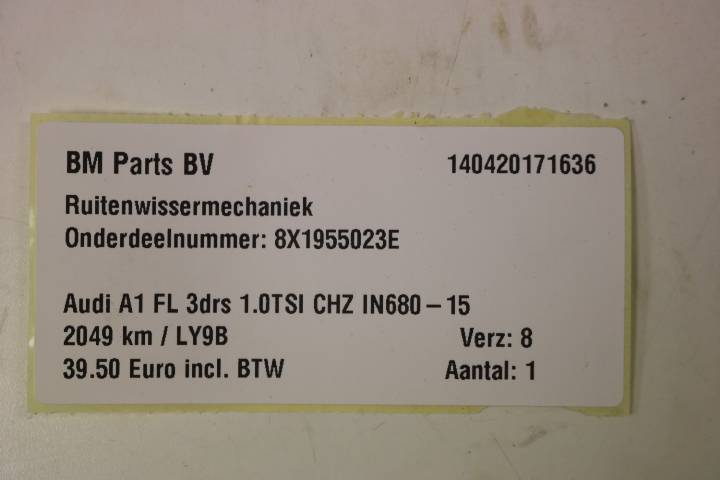 BM Parts BV 140420171636
Ruitenwissermechaniek
Onderdeelnummer: 8X1955023E
Audi A1 FL 3drs 1.0TSI CHZ IN680 – 15
2049 km / LY9B Verz: 8
39.50 Euro incl. BTW Aantal: 1